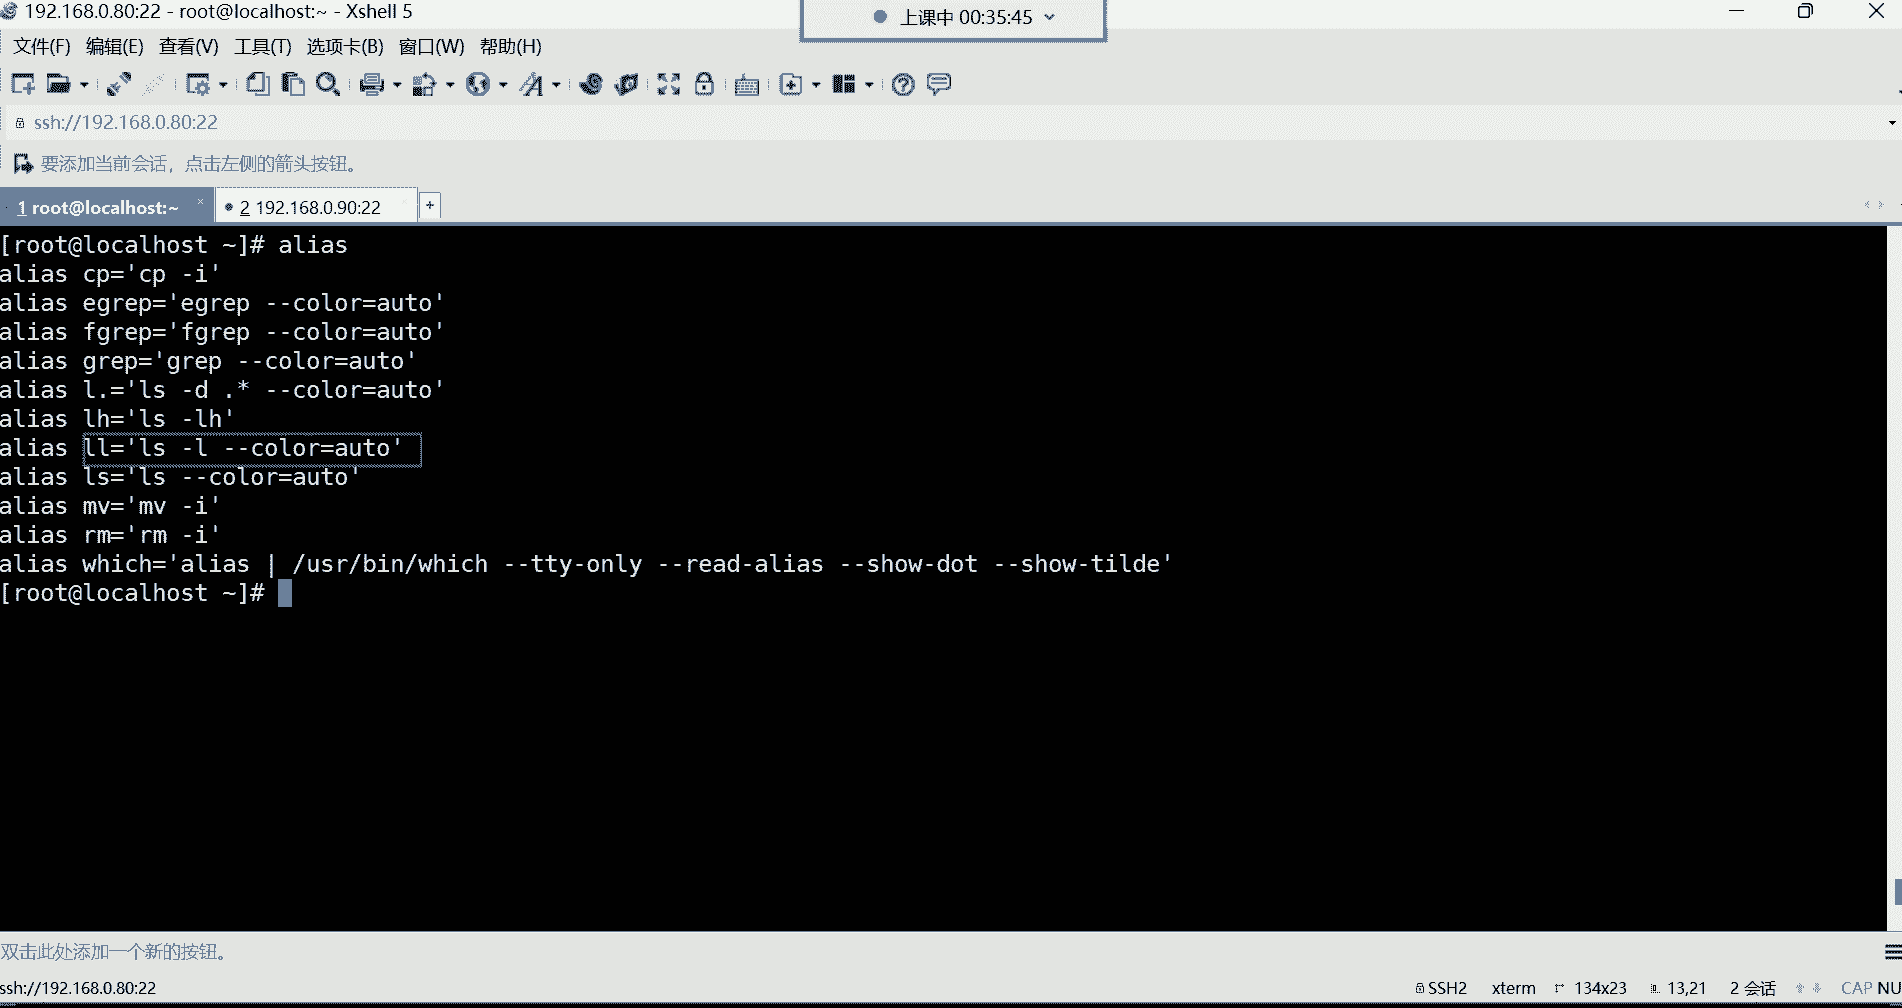 192.168.0.80:22 - root@localhost:~ - Xshell 5
上课中 00:35:45
文件(F) 编辑(E) 查看(V) 工具(T) 选项卡(B) 窗口(W) 帮助(H)
ssh://192.168.0.80:22
要添加当前会话，点击左侧的箭头按钮。
1 root@localhost:~ 2 192.168.0.90:22
[root@localhost ~]# alias
alias cp='cp -i'
alias egrep='egrep --color=auto'
alias fgrep='fgrep --color=auto'
alias grep='grep --color=auto'
alias l.='ls -d .* --color=auto'
alias lh='ls -lh'
alias ll='ls -l --color=auto'
alias ls='ls --color=auto'
alias mv='mv -i'
alias rm='rm -i'
alias which='alias | /usr/bin/which --tty-only --read-alias --show-dot --show-tilde'
[root@localhost ~]#
双击此处添加一个新的按钮。
ssh://192.168.0.80:22 SSH2 xterm 134x23 13,21 2 会话 CAP NU